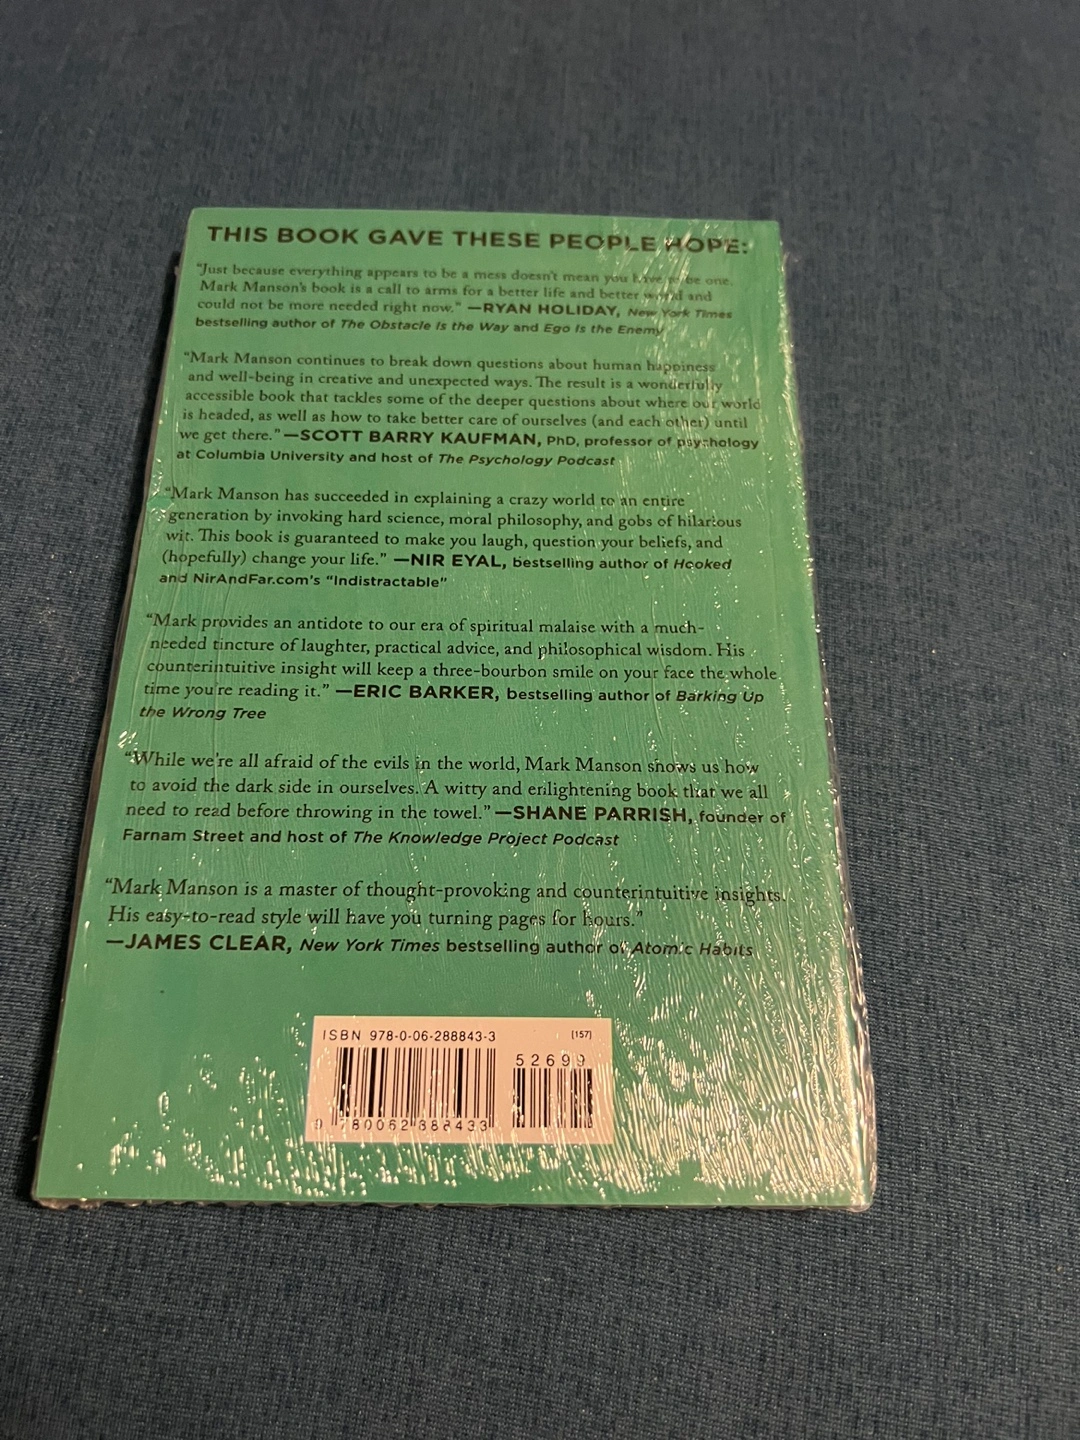 THIS BOOK GAVE THESE PEOPLE HOPE:
“Just because everything appears to be a mess doesn't mean you have to be one.
Mark Manson's book is a call to arms for a better life and better world and
could not be more needed right now.” —RYAN HOLIDAY, New York Times
bestselling author of The Obstacle Is the Way and Ego Is the Enemy
“Mark Manson continues to break down questions about human happiness
and well-being in creative and unexpected ways. The result is a wonderfully
accessible book that tackles some of the deeper questions about where our world
is headed, as well as how to take better care of ourselves (and each other) until
we get there.” —SCOTT BARRY KAUFMAN, PhD, professor of psychology
at Columbia University and host of The Psychology Podcast
“Mark Manson has succeeded in explaining a crazy world to an entire
generation by invoking hard science, moral philosophy, and gobs of hilarious
wit. This book is guaranteed to make you laugh, question your beliefs, and
(hopefully) change your life.” —NIR EYAL, bestselling author of Hooked
and NirAndFar.com's “Indistractable”
“Mark provides an antidote to our era of spiritual malaise with a much-
needed tincture of laughter, practical advice, and philosophical wisdom. His
counterintuitive insight will keep a three-bourbon smile on your face the whole
time you're reading it.” —ERIC BARKER, bestselling author of Barking Up
the Wrong Tree
“While we're all afraid of the evils in the world, Mark Manson shows us how
to avoid the dark side in ourselves. A witty and enlightening book that we all
need to read before throwing in the towel.” —SHANE PARRISH, founder of
Farnam Street and host of The Knowledge Project Podcast
“Mark Manson is a master of thought-provoking and counterintuitive insights.
His easy-to-read style will have you turning pages for hours.”
—JAMES CLEAR, New York Times bestselling author of Atomic Habits
ISBN 978-0-06-288843-3 [157]
52699
9 780062 888433